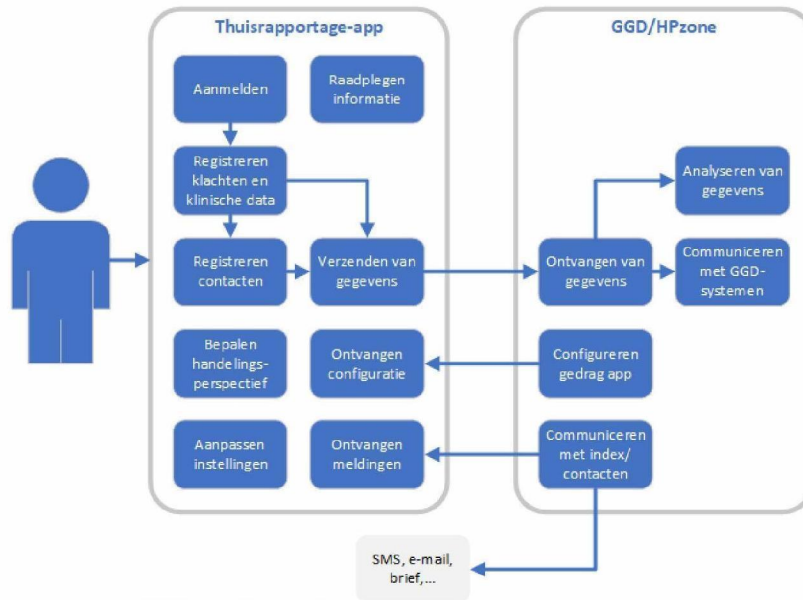 Thuisrapportage-app
GGD/HPzone
Aanmelden
Raadplegen
informatie
Registreren
klachten en
klinische data
Analyseren van
gegevens
Registreren
contacten
Verzenden van
gegevens
Ontvangen van
gegevens
Communiceren
met GGD-
systemen
Bepalen
handelings-
perspectief
Ontvangen
configuratie
Configureren
gedrag app
Aanpassen
instellingen
Ontvangen
meldingen
Communiceren
met index/
contacten
SMS, e-mail,
brief,...